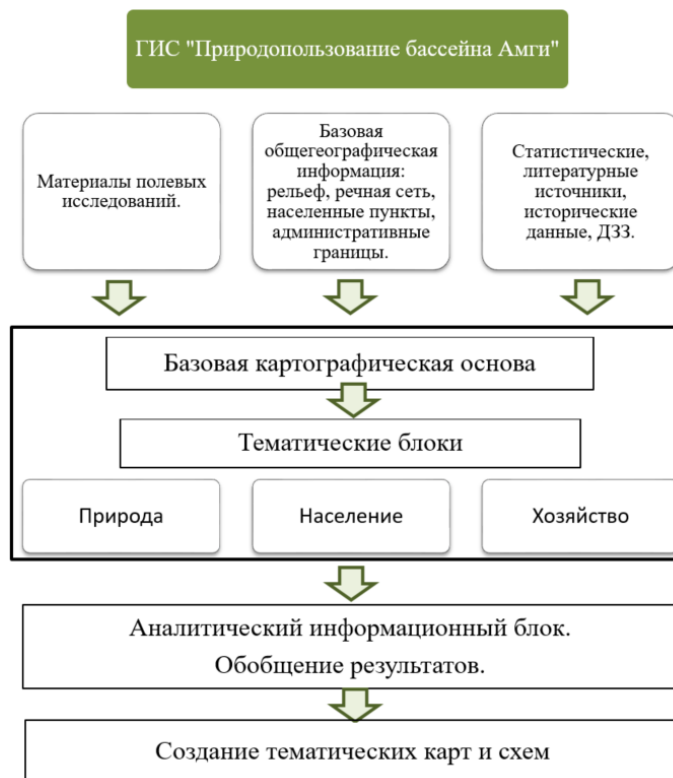 ГИС "Природопользование бассейна Амги"
Материалы полевых
исследований.
Базовая
общегеографическая
информация:
рельеф, речная сеть,
населенные пункты,
административные
границы.
Статистические,
литературные
источники,
исторические
данные, ДЗЗ.
Базовая картографическая основа
Тематические блоки
Природа
Население
Хозяйство
Аналитический информационный блок.
Обобщение результатов.
Создание тематических карт и схем